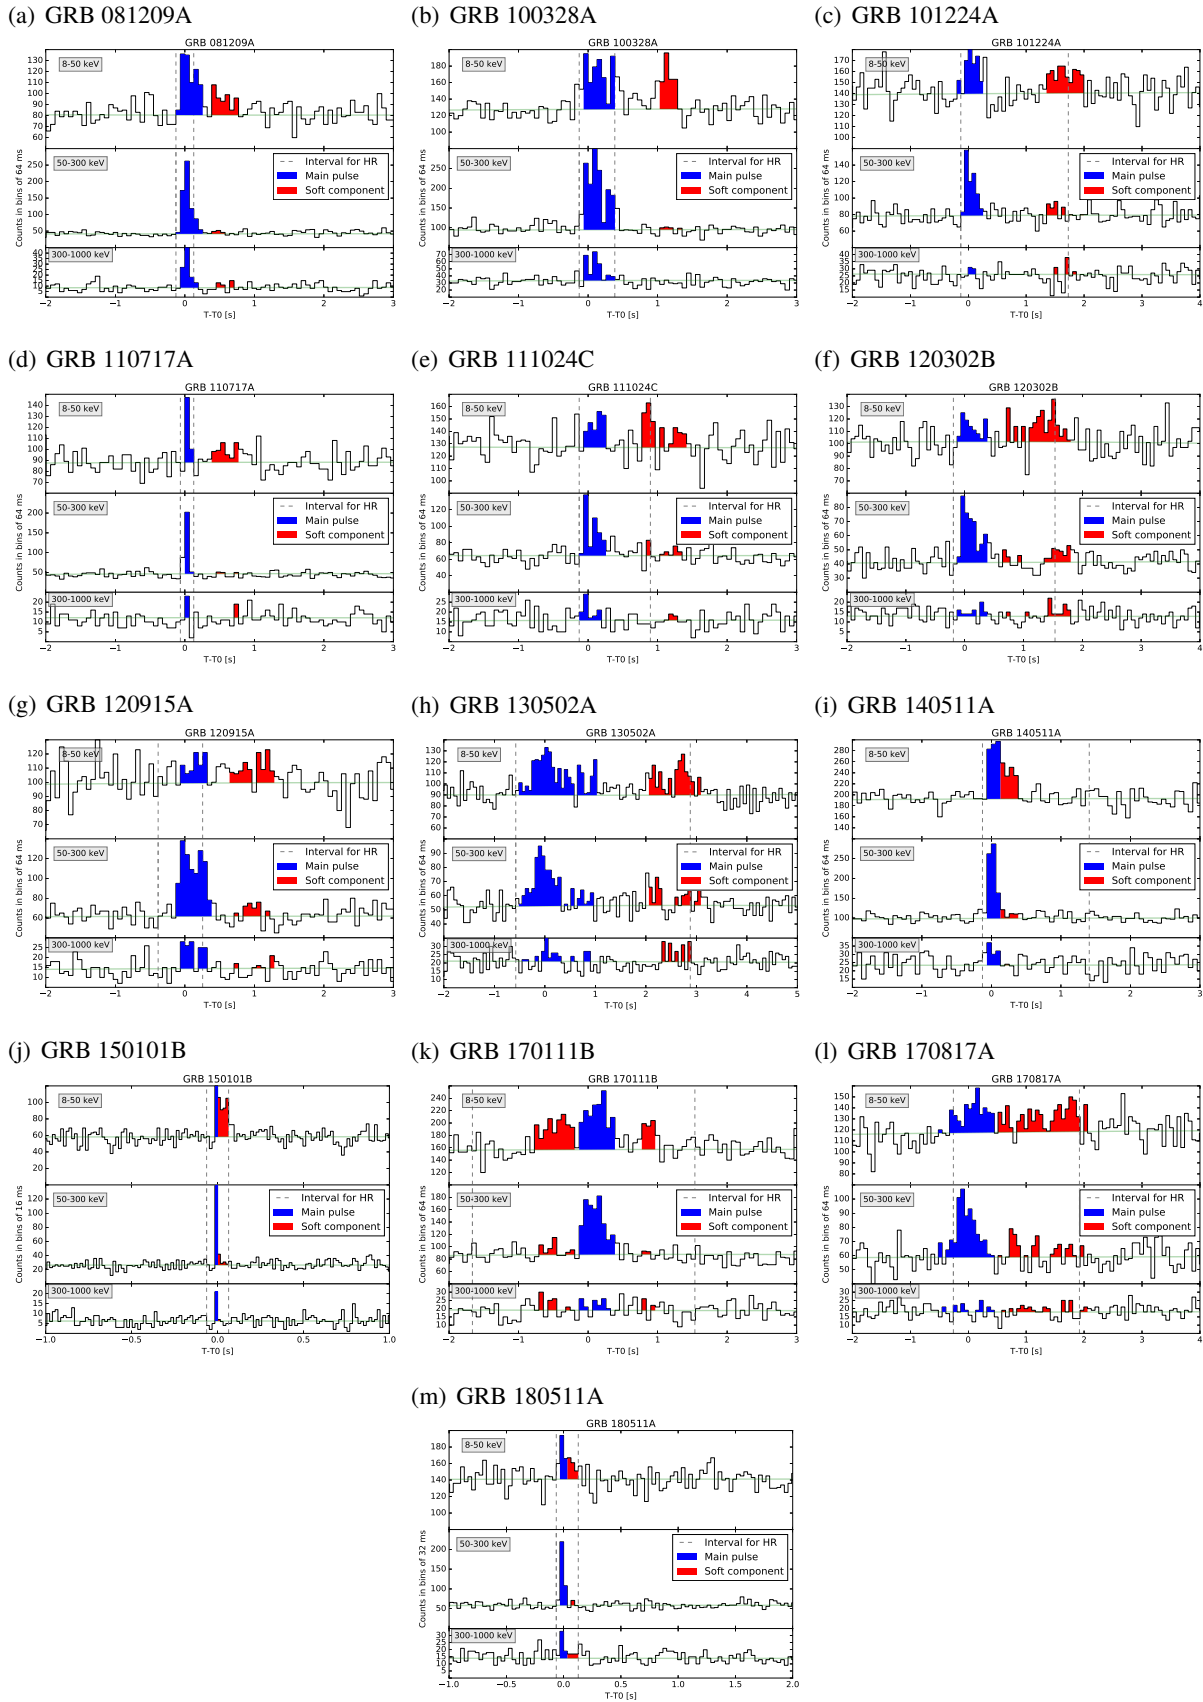 (a) GRB 081209A
(b) GRB 100328A
(c) GRB 101224A
GRB 081209A
8-50 keV
50-300 keV
Interval for HR
Main pulse
Soft component
300-1000 keV
Counts in bins of 64 ms
T-T0 [s]
GRB 100328A
8-50 keV
50-300 keV
Interval for HR
Main pulse
Soft component
300-1000 keV
Counts in bins of 64 ms
T-T0 [s]
GRB 101224A
8-50 keV
50-300 keV
Interval for HR
Main pulse
Soft component
300-1000 keV
Counts in bins of 64 ms
T-T0 [s]
(d) GRB 110717A
(e) GRB 111024C
(f) GRB 120302B
GRB 110717A
8-50 keV
50-300 keV
Interval for HR
Main pulse
Soft component
300-1000 keV
Counts in bins of 64 ms
T-T0 [s]
GRB 111024C
8-50 keV
50-300 keV
Interval for HR
Main pulse
Soft component
300-1000 keV
Counts in bins of 64 ms
T-T0 [s]
GRB 120302B
8-50 keV
50-300 keV
Interval for HR
Main pulse
Soft component
300-1000 keV
Counts in bins of 64 ms
T-T0 [s]
(g) GRB 120915A
(h) GRB 130502A
(i) GRB 140511A
GRB 120915A
8-50 keV
50-300 keV
Interval for HR
Main pulse
Soft component
300-1000 keV
Counts in bins of 64 ms
T-T0 [s]
GRB 130502A
8-50 keV
50-300 keV
Interval for HR
Main pulse
Soft component
300-1000 keV
Counts in bins of 64 ms
T-T0 [s]
GRB 140511A
8-50 keV
50-300 keV
Interval for HR
Main pulse
Soft component
300-1000 keV
Counts in bins of 64 ms
T-T0 [s]
(j) GRB 150101B
(k) GRB 170111B
(l) GRB 170817A
GRB 150101B
8-50 keV
50-300 keV
Interval for HR
Main pulse
Soft component
300-1000 keV
Counts in bins of 16 ms
T-T0 [s]
GRB 170111B
8-50 keV
50-300 keV
Interval for HR
Main pulse
Soft component
300-1000 keV
Counts in bins of 64 ms
T-T0 [s]
GRB 170817A
8-50 keV
50-300 keV
Interval for HR
Main pulse
Soft component
300-1000 keV
Counts in bins of 64 ms
T-T0 [s]
(m) GRB 180511A
GRB 180511A
8-50 keV
50-300 keV
Interval for HR
Main pulse
Soft component
300-1000 keV
Counts in bins of 32 ms
T-T0 [s]